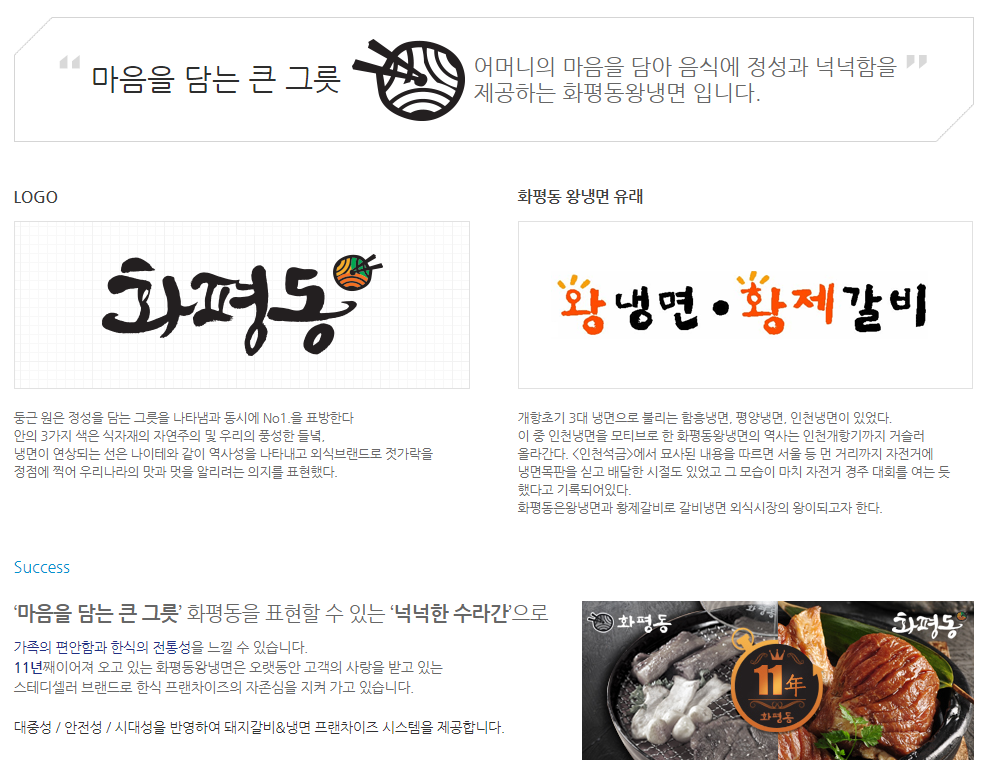 “ 마음을 담는 큰 그릇
어머니의 마음을 담아 음식에 정성과 넉넉함을 ”
제공하는 화평동왕냉면 입니다.
LOGO
화평동
둥근 원은 정성을 담는 그릇을 나타냄과 동시에 No1.을 표방한다
안의 3가지 색은 식자재의 자연주의 및 우리의 풍성한 들녘,
냉면이 연상되는 선은 나이테와 같이 역사성을 나타내고 외식브랜드로 젓가락을
정점에 찍어 우리나라의 맛과 멋을 알리려는 의지를 표현했다.
화평동 왕냉면 유래
왕냉면 • 황제갈비
개항초기 3대 냉면으로 불리는 함흥냉면, 평양냉면, 인천냉면이 있었다.
이 중 인천냉면을 모티브로 한 화평동왕냉면의 역사는 인천개항기까지 거슬러
올라간다. <인천석금>에서 묘사된 내용을 따르면 서울 등 먼 거리까지 자전거에
냉면목판을 싣고 배달한 시절도 있었고 그 모습이 마치 자전거 경주 대회를 여는 듯
했다고 기록되어있다.
화평동은왕냉면과 황제갈비로 갈비냉면 외식시장의 왕이되고자 한다.
Success
‘마음을 담는 큰 그릇’ 화평동을 표현할 수 있는 ‘넉넉한 수라간’으로
가족의 편안함과 한식의 전통성을 느낄 수 있습니다.
11년째이어져 오고 있는 화평동왕냉면은 오랫동안 고객의 사랑을 받고 있는
스테디셀러 브랜드로 한식 프랜차이즈의 자존심을 지켜 가고 있습니다.
대중성 / 안전성 / 시대성을 반영하여 돼지갈비&냉면 프랜차이즈 시스템을 제공합니다.
화평동
화평동
화평동
11年
화평동